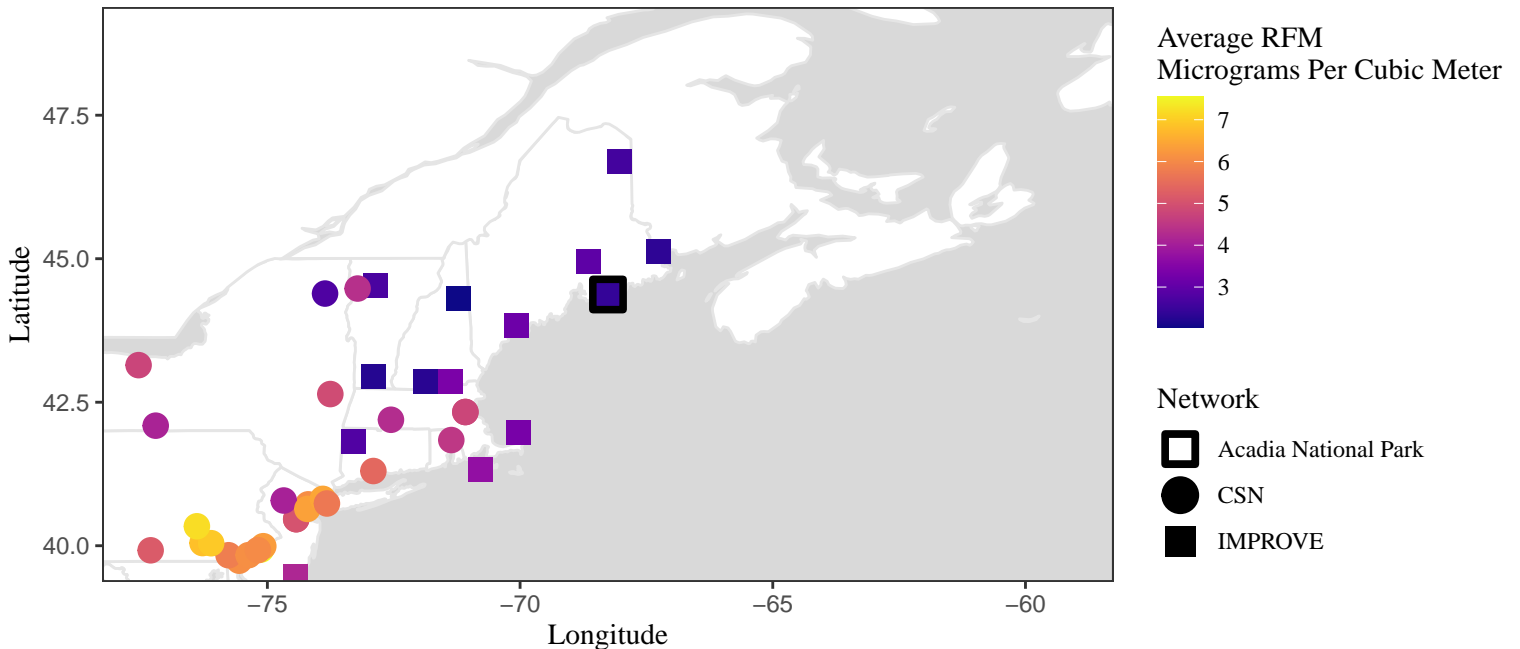 Average RFM
Micrograms Per Cubic Meter
7
6
5
4
3
Network
Acadia National Park
CSN
IMPROVE
Latitude
47.5
45.0
42.5
40.0
−75
−70
−65
−60
Longitude